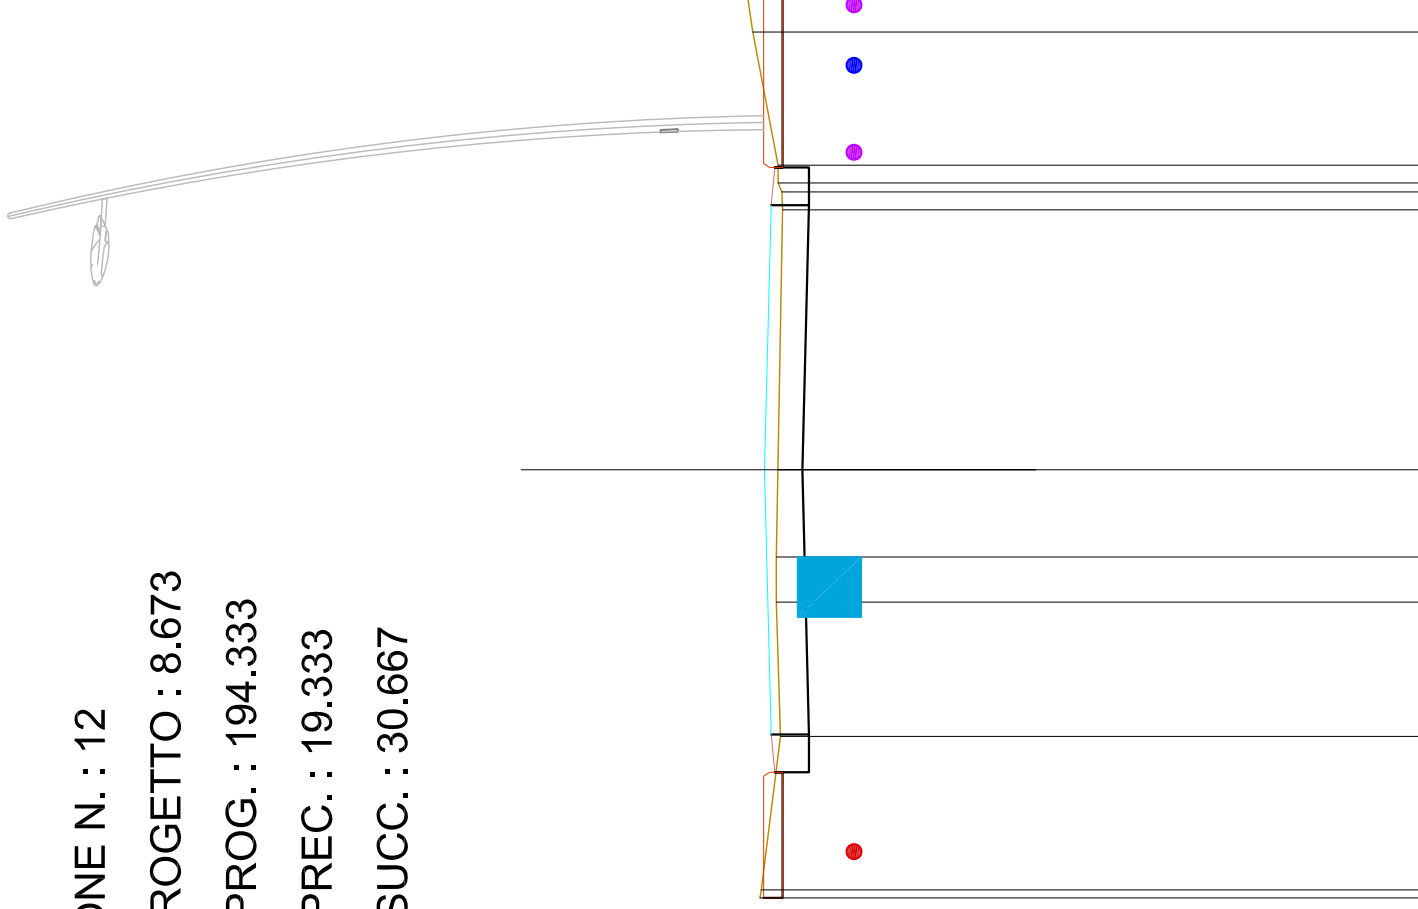 ONE N. : 12
ROGETTO : 8.673
PROG. : 194.333
PREC. : 19.333
SUCC. : 30.667